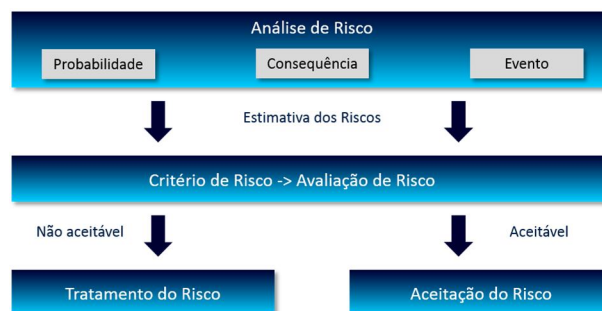 Análise de Risco
Probabilidade
Consequência
Evento
Estimativa dos Riscos
Critério de Risco -> Avaliação de Risco
Não aceitável
Aceitável
Tratamento do Risco
Aceitação do Risco